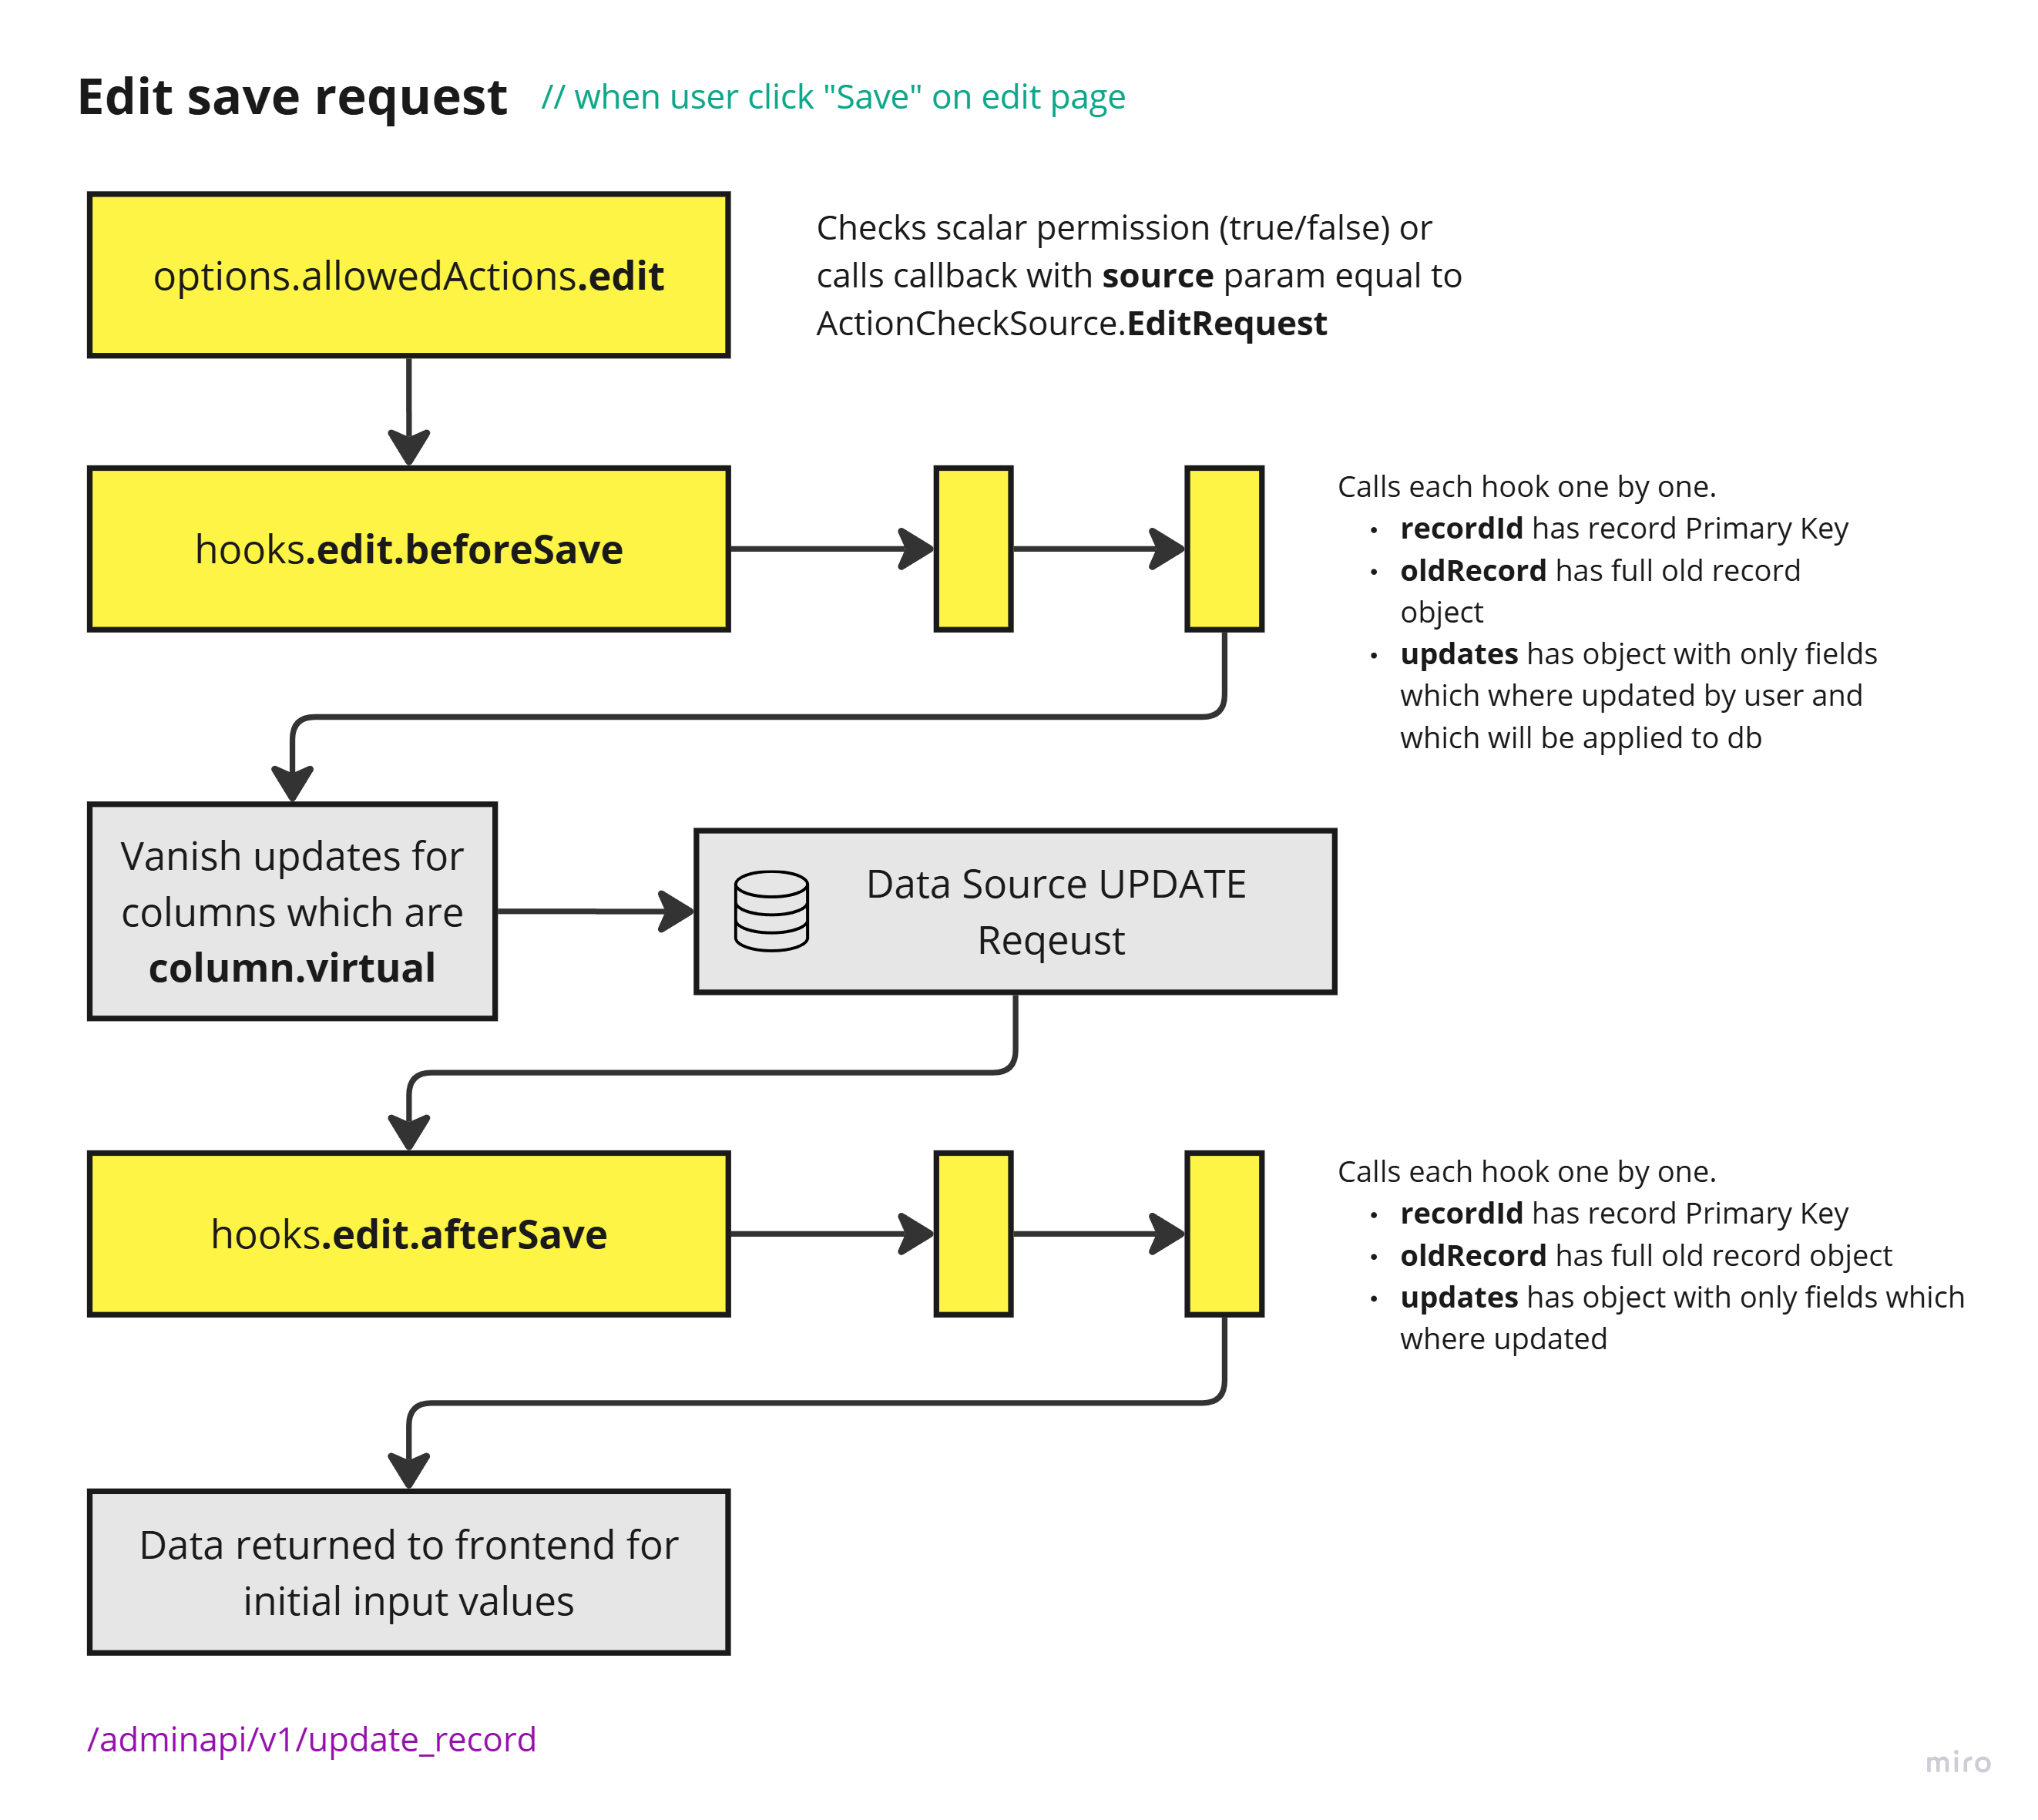 Edit save request // when user click "Save" on edit page
options.allowedActions.edit
Checks scalar permission (true/false) or
calls callback with source param equal to
ActionCheckSource.EditRequest
hooks.edit.beforeSave
Calls each hook one by one.
• recordId has record Primary Key
• oldRecord has full old record
object
• updates has object with only fields
which where updated by user and
which will be applied to db
Vanish updates for
columns which are
column.virtual
Data Source UPDATE
Reqeust
hooks.edit.afterSave
Calls each hook one by one.
• recordId has record Primary Key
• oldRecord has full old record object
• updates has object with only fields which
where updated
Data returned to frontend for
initial input values
/adminapi/v1/update_record
miro